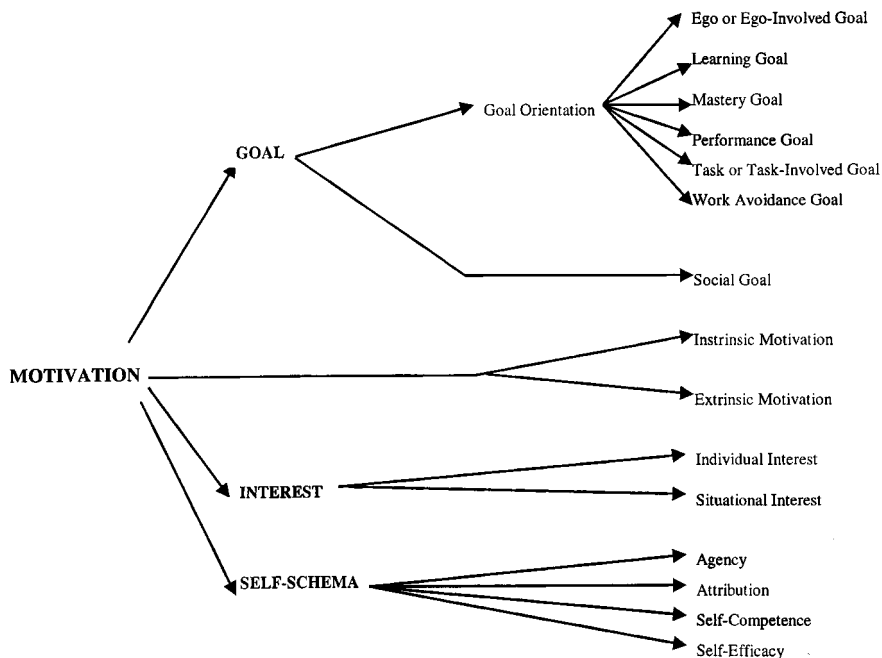 Ego or Ego-Involved Goal
Learning Goal
Goal Orientation
Mastery Goal
Performance Goal
GOAL
Task or Task-Involved Goal
Work Avoidance Goal
Social Goal
Instrinsic Motivation
MOTIVATION
Extrinsic Motivation
Individual Interest
INTEREST
Situational Interest
Agency
SELF-SCHEMA
Attribution
Self-Competence
Self-Efficacy